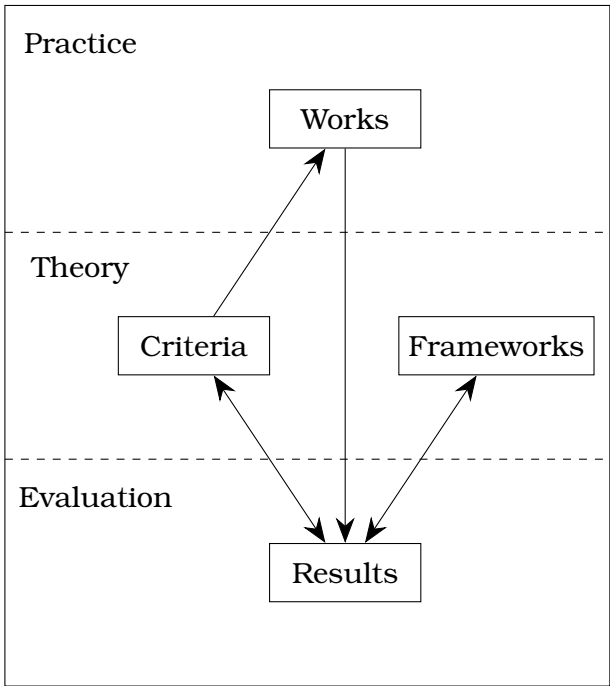 Practice
Works
Theory
Criteria
Frameworks
Evaluation
Results